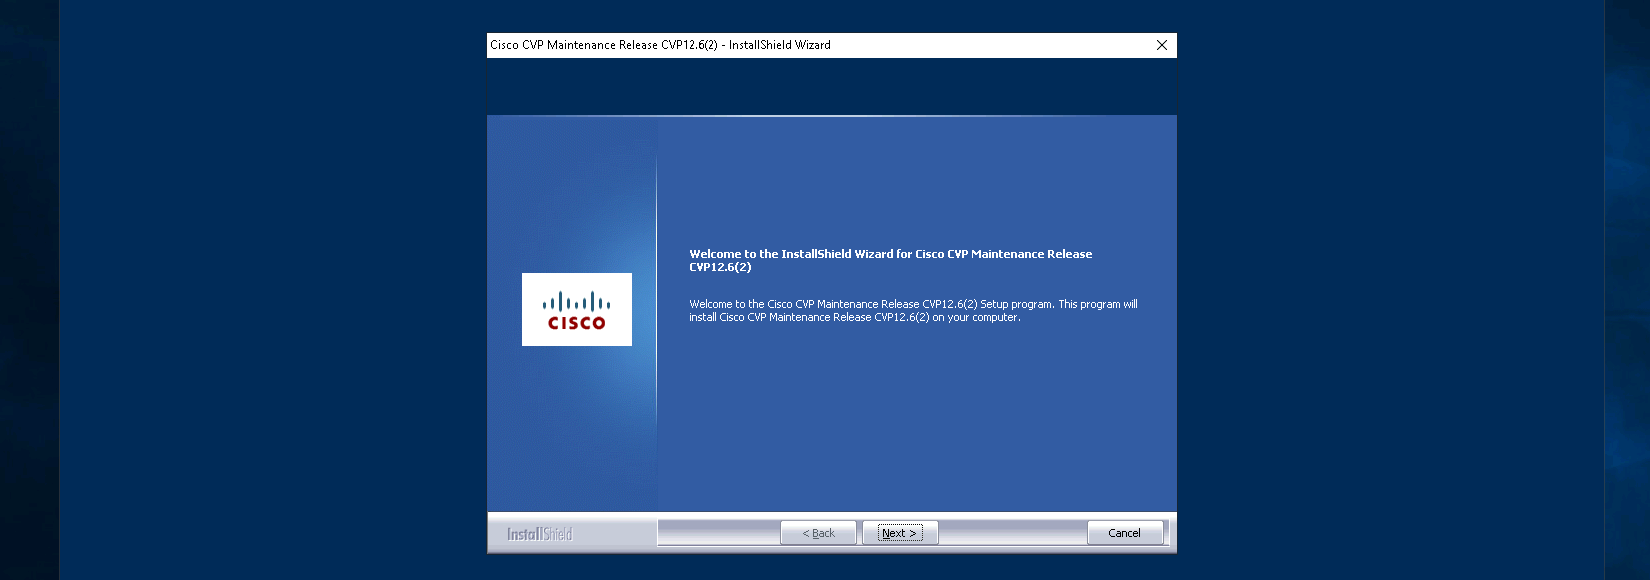 Cisco CVP Maintenance Release CVP12.6(2) - InstallShield Wizard
Welcome to the InstallShield Wizard for Cisco CVP Maintenance Release
CVP12.6(2)
Welcome to the Cisco CVP Maintenance Release CVP12.6(2) Setup program. This program will
install Cisco CVP Maintenance Release CVP12.6(2) on your computer.
CISCO
InstallShield
< Back
Next >
Cancel